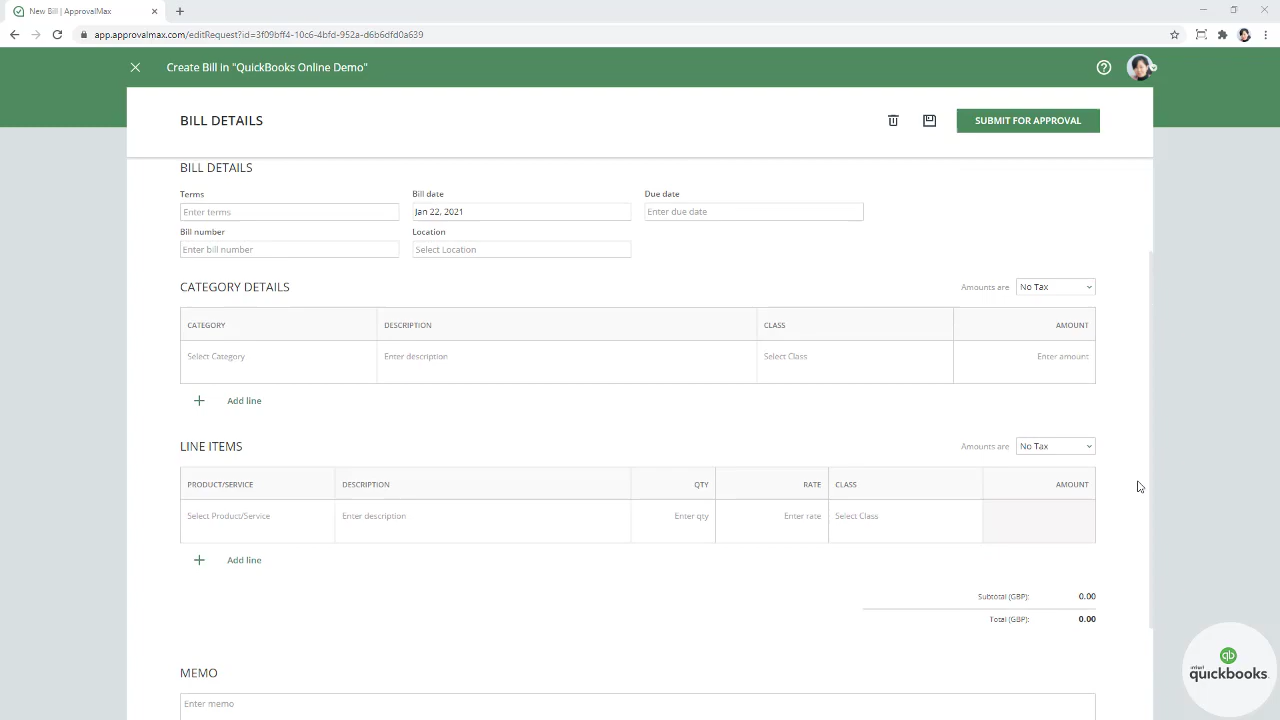 New Bill | ApprovalMax
app.approvalmax.com/editRequest?id=3f09bff4-10c6-4bfd-952a-d6b6dfd0a639
Create Bill in "QuickBooks Online Demo"
BILL DETAILS
SUBMIT FOR APPROVAL
BILL DETAILS
Terms Bill date Due date
Enter terms Jan 22, 2021 Enter due date
Bill number Location
Enter bill number Select Location
CATEGORY DETAILS Amounts are No Tax
CATEGORY DESCRIPTION CLASS AMOUNT
Select Category Enter description Select Class Enter amount
+ Add line
LINE ITEMS Amounts are No Tax
PRODUCT/SERVICE DESCRIPTION QTY RATE CLASS AMOUNT
Select Product/Service Enter description Enter qty Enter rate Select Class
+ Add line
Subtotal (GBP): 0.00
Total (GBP): 0.00
MEMO
Enter memo
qb
intuit
quickbooks.